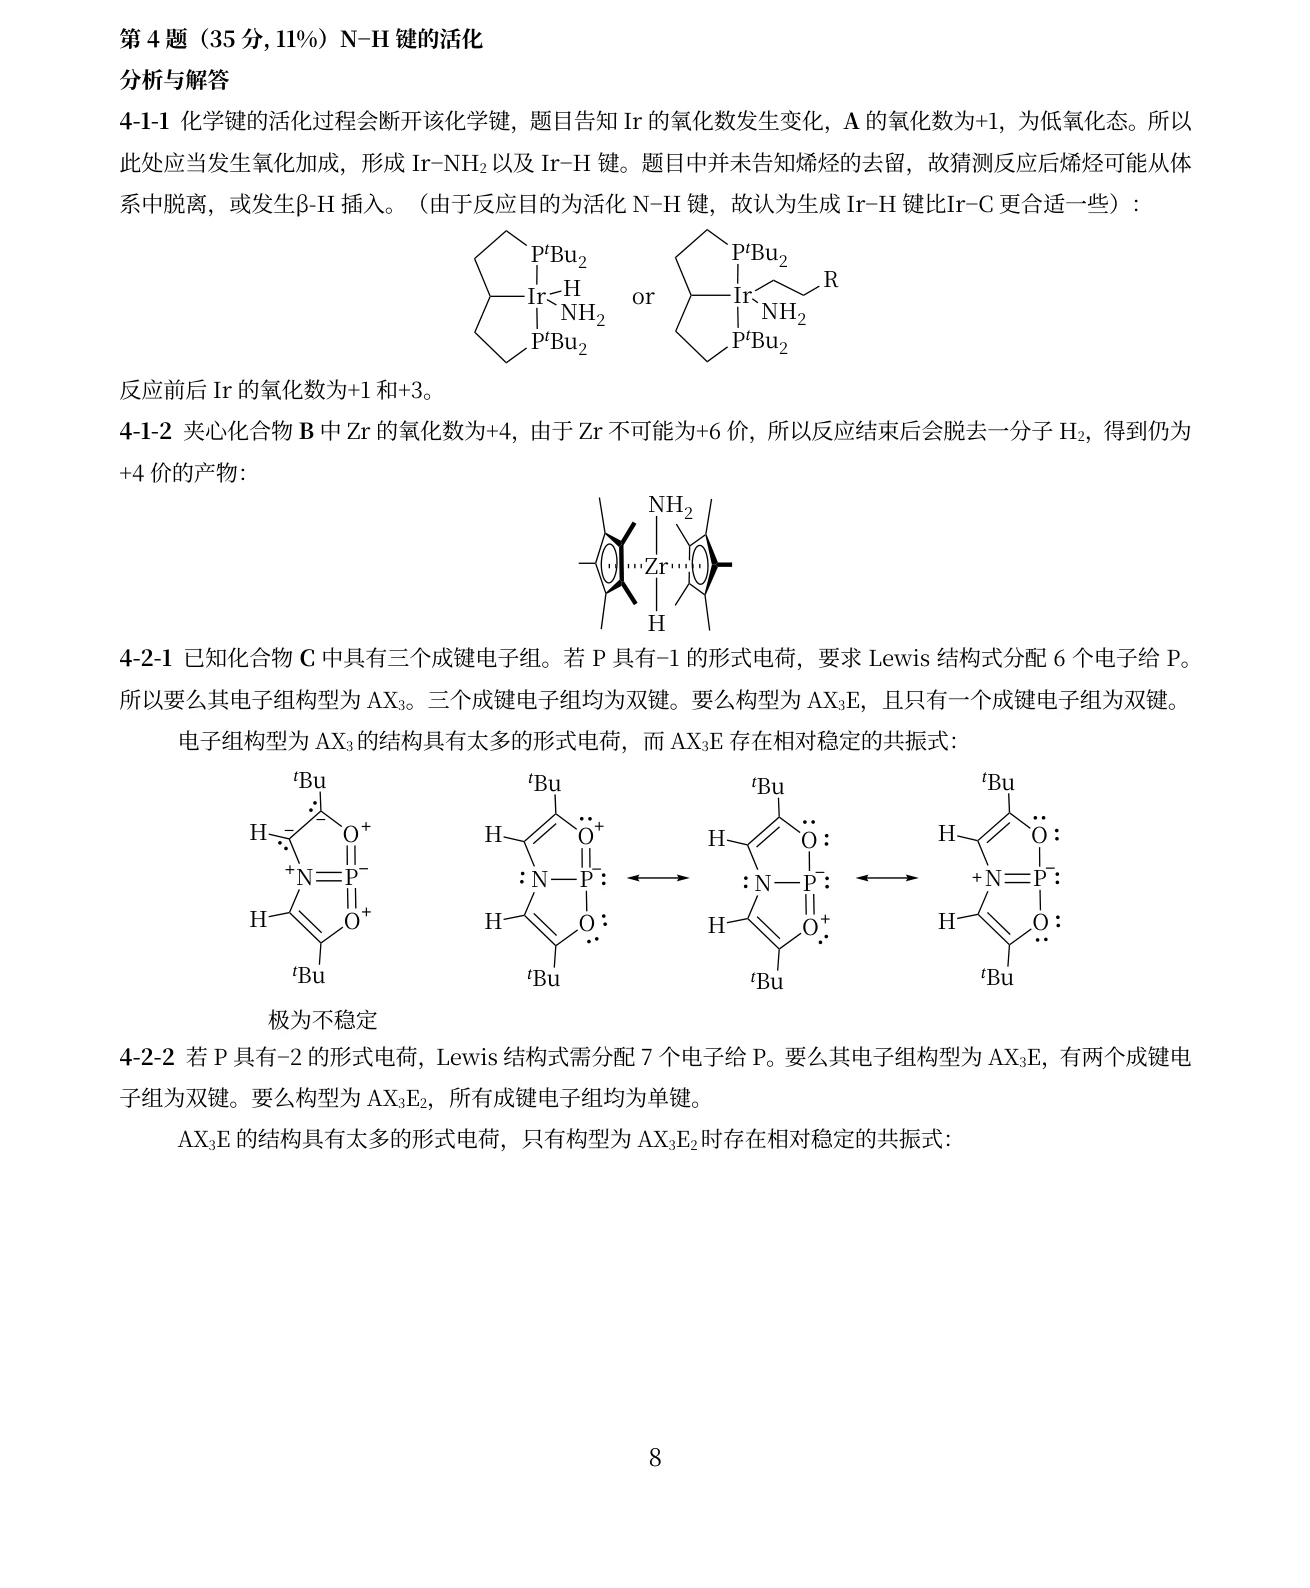 第 4 题（35 分, 11%）N−H 键的活化
分析与解答
4-1-1 化学键的活化过程会断开该化学键，题目告知 Ir 的氧化数发生变化，A 的氧化数为+1，为低氧化态。所以
此处应当发生氧化加成，形成 Ir−NH₂ 以及 Ir−H 键。题目中并未告知烯烃的去留，故猜测反应后烯烃可能从体
系中脱离，或发生β-H 插入。（由于反应目的为活化 N−H 键，故认为生成 Ir−H 键比Ir−C 更合适一些）:
PᵗBu₂
Ir
H
NH₂
PᵗBu₂
or
PᵗBu₂
R
Ir
NH₂
PᵗBu₂
反应前后 Ir 的氧化数为+1 和+3。
4-1-2 夹心化合物 B 中 Zr 的氧化数为+4，由于 Zr 不可能为+6 价，所以反应结束后会脱去一分子 H₂，得到仍为
+4 价的产物:
NH₂
Zr
H
4-2-1 已知化合物 C 中具有三个成键电子组。若 P 具有−1 的形式电荷，要求 Lewis 结构式分配 6 个电子给 P。
所以要么其电子组构型为 AX₃。三个成键电子组均为双键。要么构型为 AX₃E，且只有一个成键电子组为双键。
电子组构型为 AX₃ 的结构具有太多的形式电荷，而 AX₃E 存在相对稳定的共振式:
ᵗBu
H − − O +
+ N P −
H O +
ᵗBu
ᵗBu
H O +
: N P − :
H O
ᵗBu
ᵗBu
H O :
: N P − :
H O +
ᵗBu
ᵗBu
H O :
+ N P − :
H O :
ᵗBu
极为不稳定
4-2-2 若 P 具有−2 的形式电荷，Lewis 结构式需分配 7 个电子给 P。要么其电子组构型为 AX₃E，有两个成键电
子组为双键。要么构型为 AX₃E₂，所有成键电子组均为单键。
AX₃E 的结构具有太多的形式电荷，只有构型为 AX₃E₂ 时存在相对稳定的共振式:
8